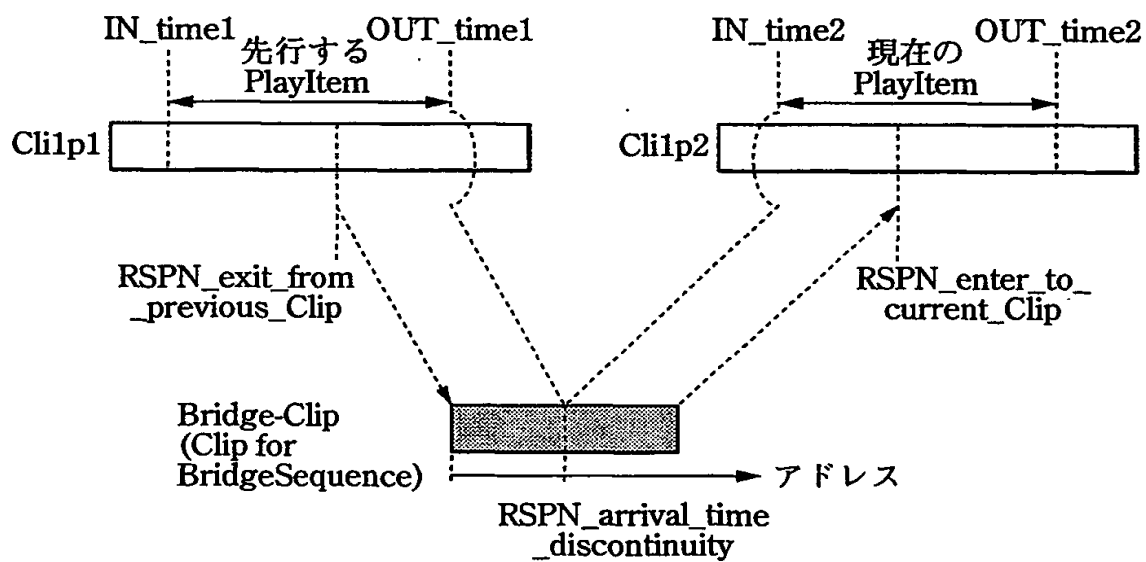 IN_time1
先行する
PlayItem
OUT_time1
IN_time2
現在の
PlayItem
OUT_time2
Cli1p1
Cli1p2
RSPN_exit_from
_previous_Clip
RSPN_enter_to_
current_Clip
Bridge-Clip
(Clip for
BridgeSequence)
アドレス
RSPN_arrival_time
_discontinuity